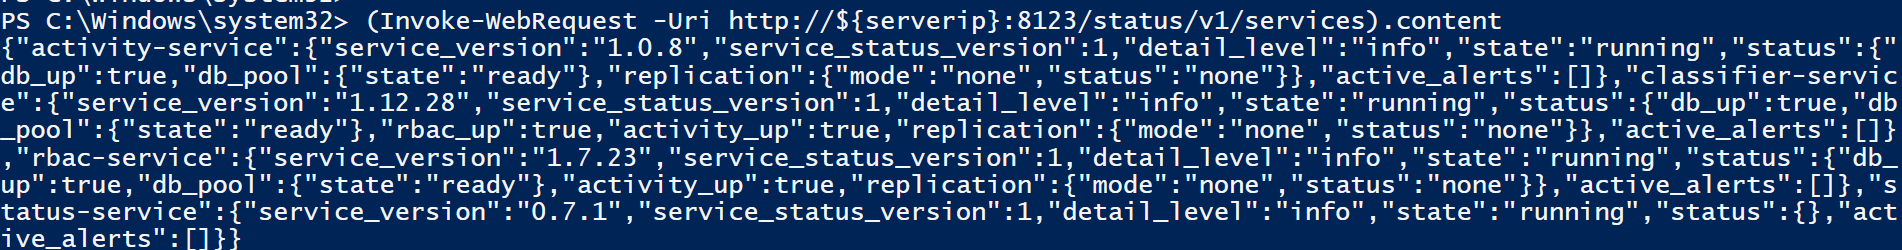 PS C:\Windows\system32>
PS C:\Windows\system32> (Invoke-WebRequest -Uri http://${serverip}:8123/status/v1/services).content
{"activity-service":{"service_version":"1.0.8","service_status_version":1,"detail_level":"info","state":"running","status":{"
db_up":true,"db_pool":{"state":"ready"},"replication":{"mode":"none","status":"none"}},"active_alerts":[]},"classifier-servic
e":{"service_version":"1.12.28","service_status_version":1,"detail_level":"info","state":"running","status":{"db_up":true,"db
_pool":{"state":"ready"},"rbac_up":true,"activity_up":true,"replication":{"mode":"none","status":"none"}},"active_alerts":[]}
,"rbac-service":{"service_version":"1.7.23","service_status_version":1,"detail_level":"info","state":"running","status":{"db_
up":true,"db_pool":{"state":"ready"},"activity_up":true,"replication":{"mode":"none","status":"none"}},"active_alerts":[]},"s
tatus-service":{"service_version":"0.7.1","service_status_version":1,"detail_level":"info","state":"running","status":{},"act
ive_alerts":[]}}